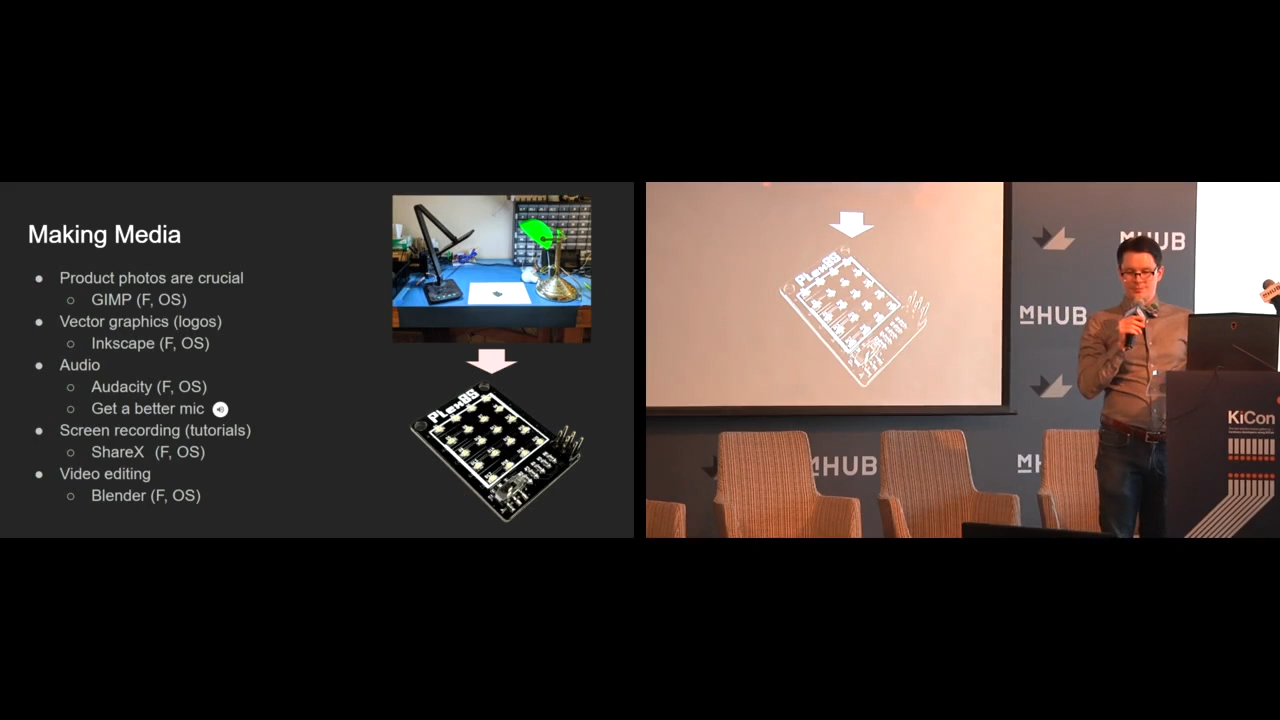 Making Media
● Product photos are crucial
○ GIMP (F, OS)
● Vector graphics (logos)
○ Inkscape (F, OS)
● Audio
○ Audacity (F, OS)
○ Get a better mic
● Screen recording (tutorials)
○ ShareX (F, OS)
● Video editing
○ Blender (F, OS)
MHUB
MHUB
MHUB
KiCon